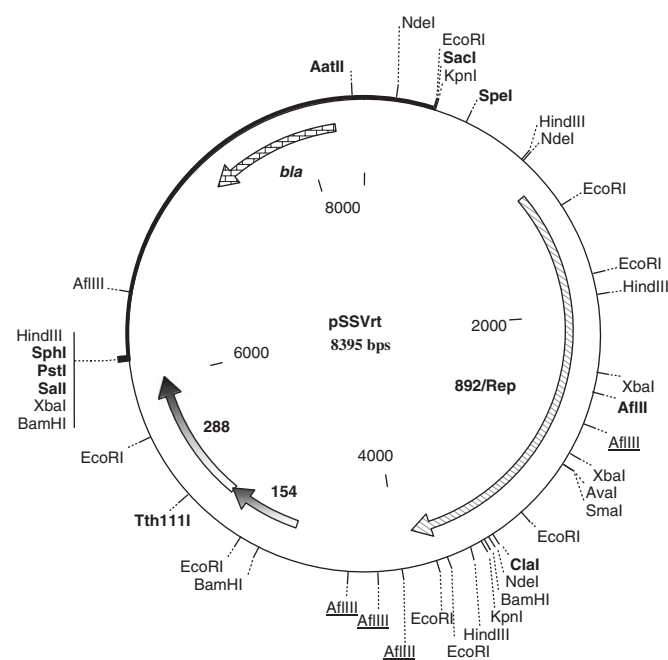 NdeI
EcoRI
SacI
KpnI
AatII
SpeI
HindIII
NdeI
bla
EcoRI
8000
EcoRI
HindIII
AflIII
pSSVrt
8395 bps
2000
6000
HindIII
SphI
PstI
SalI
XbaI
BamHI
892/Rep
XbaI
AflII
AflIII
288
EcoRI
4000
XbaI
AvaI
SmaI
154
Tth111I
EcoRI
EcoRI
BamHI
ClaI
NdeI
BamHI
KpnI
HindIII
EcoRI
EcoRI
AflIII
AflIII
AflIII